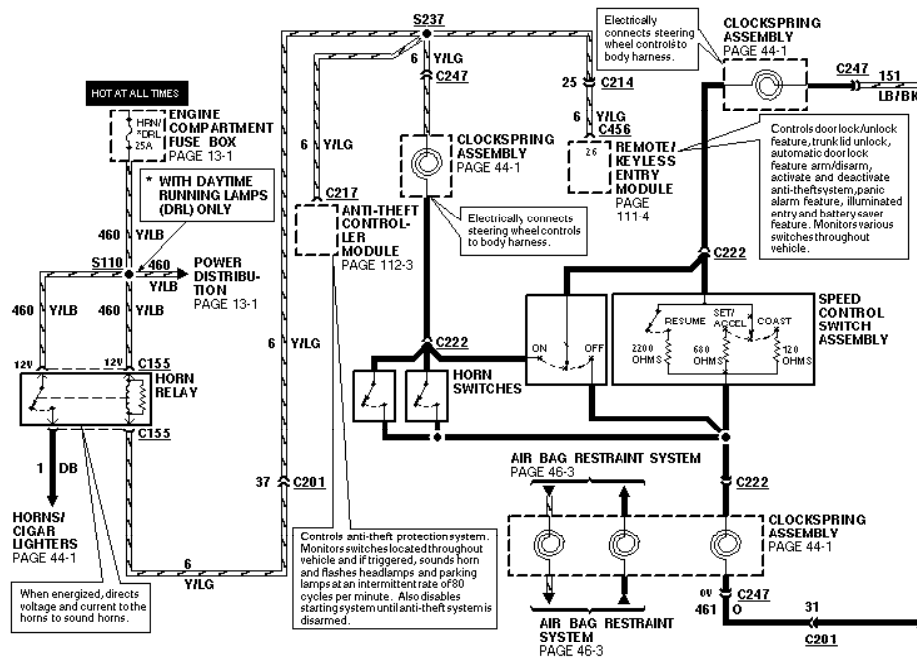 S237
Electrically
connects steering
wheel controls to
body harness.
CLOCKSPRING
ASSEMBLY
PAGE 44-1
C247
151
LB/BK
6 Y/LG
C247
25 C214
HOT AT ALL TIMES
HRN/
*DRL
25A
ENGINE
COMPARTMENT
FUSE BOX
PAGE 13-1
6 Y/LG
CLOCKSPRING
ASSEMBLY
PAGE 44-1
6 Y/LG
C456
26
REMOTE/
KEYLESS
ENTRY
MODULE
PAGE
111-4
Controls door lock/unlock
feature, trunk lid unlock,
automatic door lock
feature arm/disarm,
activate and deactivate
anti-theft system, panic
alarm feature, illuminated
entry and battery saver
feature. Monitors various
switches throughout
vehicle.
* WITH DAYTIME
RUNNING LAMPS
(DRL) ONLY
C217
ANTI-THEFT
CONTROL-
LER
MODULE
PAGE 112-3
Electrically connects
steering wheel controls
to body harness.
460 Y/LB
S110
460
Y/LB
POWER
DISTRIBU-
TION
PAGE 13-1
C222
460 Y/LB
460 Y/LB
6 Y/LG
C222
ON
OFF
RESUME
SET/
ACCEL
COAST
2200
OHMS
680
OHMS
120
OHMS
SPEED
CONTROL
SWITCH
ASSEMBLY
12V
12V
C155
HORN
RELAY
C155
HORN
SWITCHES
1 DB
37 C201
AIR BAG RESTRAINT SYSTEM
PAGE 46-3
C222
HORNS/
CIGAR
LIGHTERS
PAGE 44-1
6
Y/LG
CLOCKSPRING
ASSEMBLY
PAGE 44-1
Controls anti-theft protection system.
Monitors switches located throughout
vehicle and if triggered, sounds horn
and flashes headlamps and parking
lamps at an intermittent rate of 80
cycles per minute. Also disables
starting system until anti-theft system is
disarmed.
When energized, directs
voltage and current to the
horns to sound horns.
0V
C247
461 O
31
C201
AIR BAG RESTRAINT
SYSTEM
PAGE 46-3